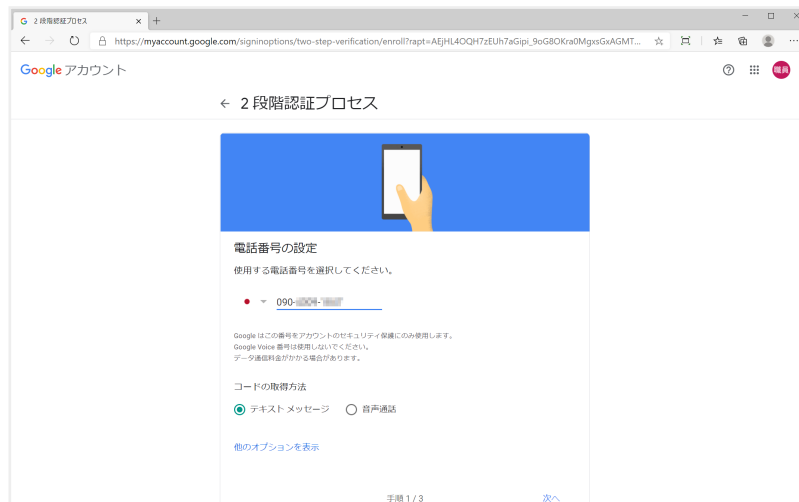 2 段階認証プロセス
https://myaccount.google.com/signinoptions/two-step-verification/enroll?rapt=AEjHL4OQH7zEUh7aGipi_9oG8OKra0MgxsGxAGMT...
Google アカウント
職員
← 2 段階認証プロセス
電話番号の設定
使用する電話番号を選択してください。
090-
Google はこの番号をアカウントのセキュリティ保護にのみ使用します。
Google Voice 番号は使用しないでください。
データ通信料金がかかる場合があります。
コードの取得方法
テキスト メッセージ 音声通話
他のオプションを表示
手順 1 / 3 次へ